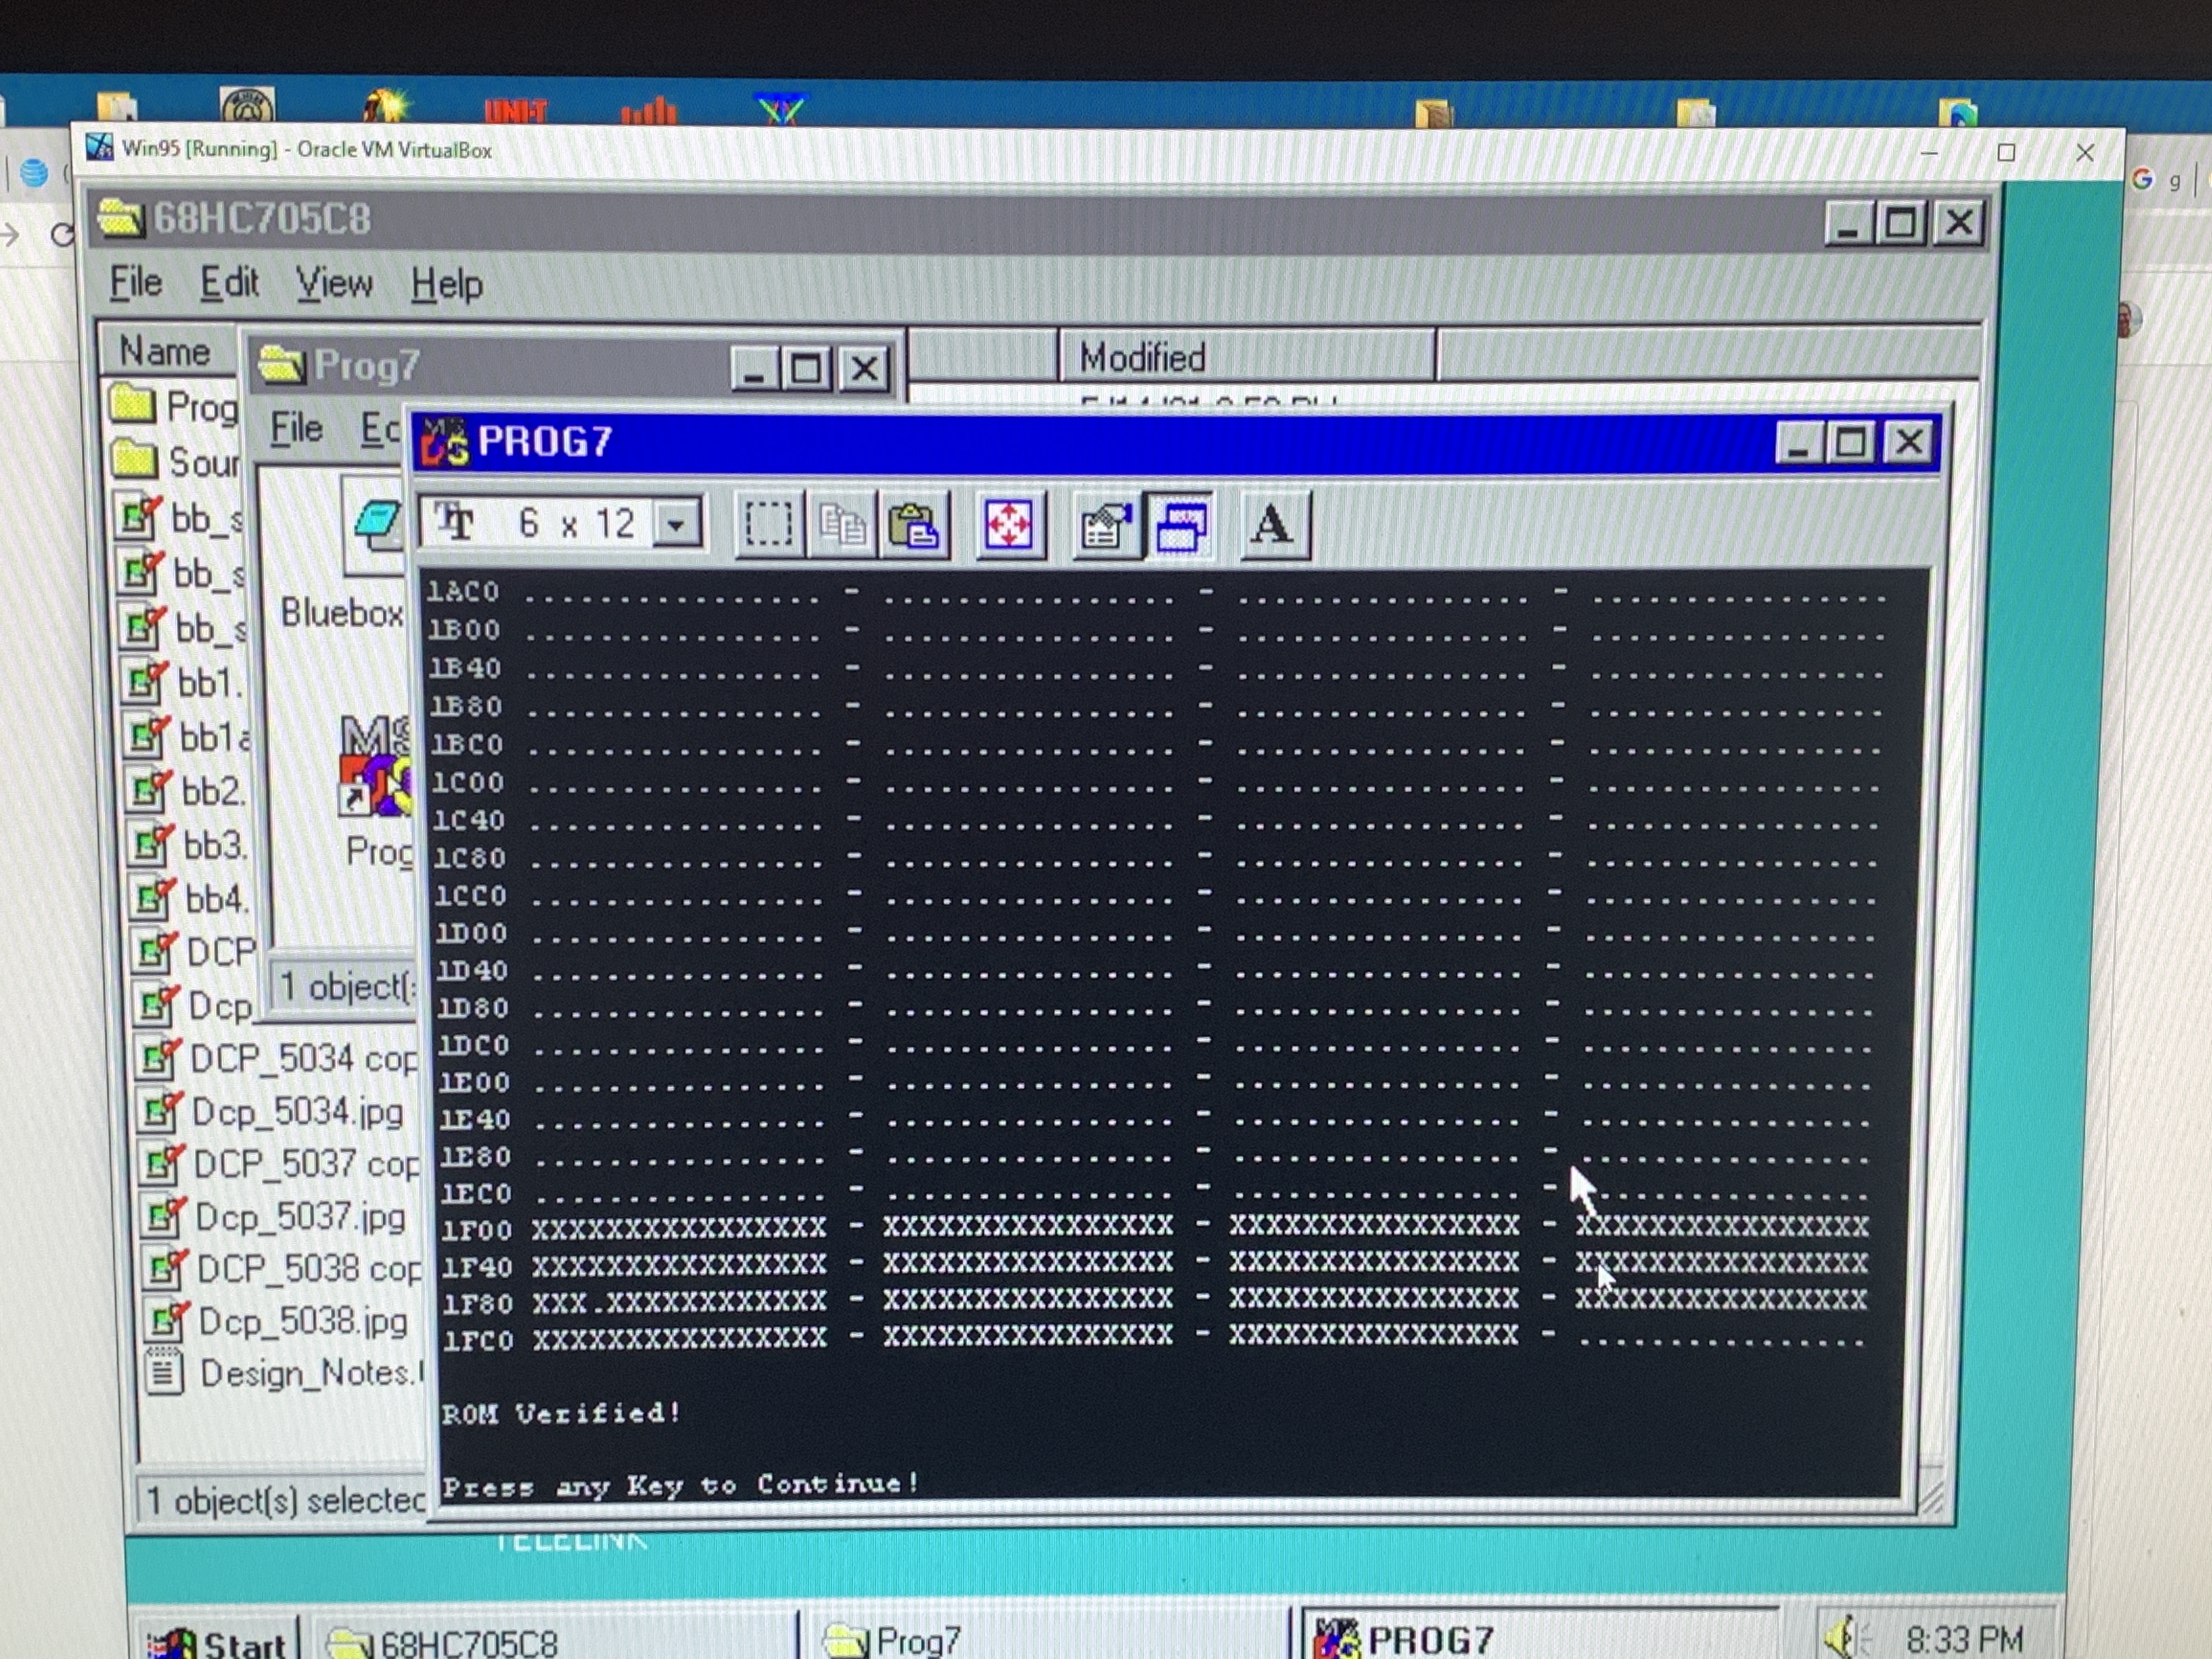 UNI-T
Win95 [Running] - Oracle VM VirtualBox
g
68HC705C8
File Edit View Help
Name
Modified
Prog7
File
Prog
Sour
bb_s
bb_s
bb_s
bb1.
bb1a
bb2.
bb3.
bb4.
DCP
Dcp
DCP_5034 cop
Dcp_5034.jpg
DCP_5037 cop
Dcp_5037.jpg
DCP_5038 cop
Dcp_5038.jpg
Design_Notes.
1 object(s) selected
Bluebox
MS
Prog
1 object(s
PROG7
6 x 12
A
1AC0 ................ - ................ - ................ - ................
1B00 ................ - ................ - ................ - ................
1B40 ................ - ................ - ................ - ................
1B80 ................ - ................ - ................ - ................
1BC0 ................ - ................ - ................ - ................
1C00 ................ - ................ - ................ - ................
1C40 ................ - ................ - ................ - ................
1C80 ................ - ................ - ................ - ................
1CC0 ................ - ................ - ................ - ................
1D00 ................ - ................ - ................ - ................
1D40 ................ - ................ - ................ - ................
1D80 ................ - ................ - ................ - ................
1DC0 ................ - ................ - ................ - ................
1E00 ................ - ................ - ................ - ................
1E40 ................ - ................ - ................ - ................
1E80 ................ - ................ - ................ - ................
1EC0 ................ - ................ - ................ - ................
1F00 XXXXXXXXXXXXXXXX - XXXXXXXXXXXXXXXX - XXXXXXXXXXXXXXXX - XXXXXXXXXXXXXXXX
1F40 XXXXXXXXXXXXXXXX - XXXXXXXXXXXXXXXX - XXXXXXXXXXXXXXXX - XXXXXXXXXXXXXXXX
1F80 XXX.XXXXXXXXXXXX - XXXXXXXXXXXXXXXX - XXXXXXXXXXXXXXXX - XXXXXXXXXXXXXXXX
1FC0 XXXXXXXXXXXXXXXX - XXXXXXXXXXXXXXXX - XXXXXXXXXXXXXXXX - ................
ROM Verified!
Press any Key to Continue!
TELELINK
Start 68HC705C8 Prog7 PROG7 8:33 PM